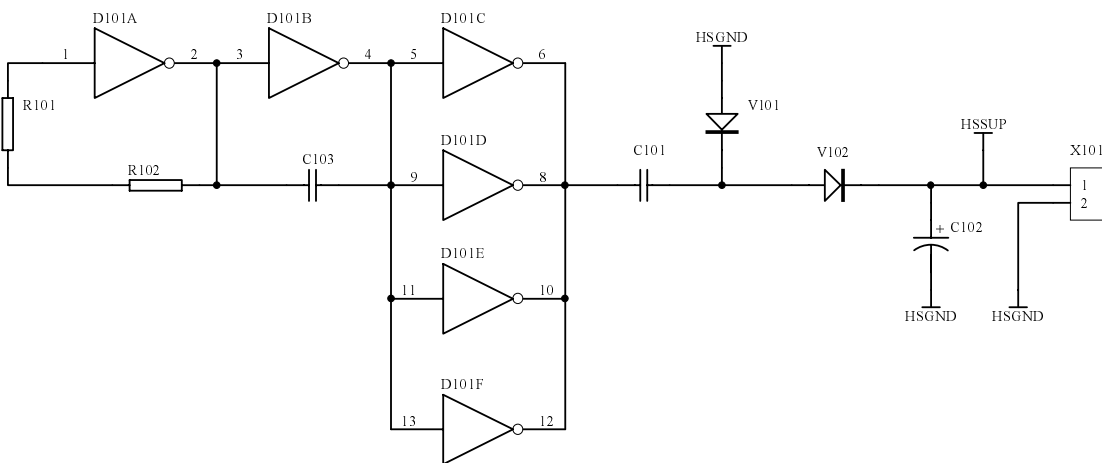 D101A
D101B
D101C
1
2
3
4
5
6
HSGND
R101
V101
HSSUP
R102
C103
D101D
C101
V102
X101
9
8
1
2
C102
+
D101E
11
10
HSGND
HSGND
D101F
13
12